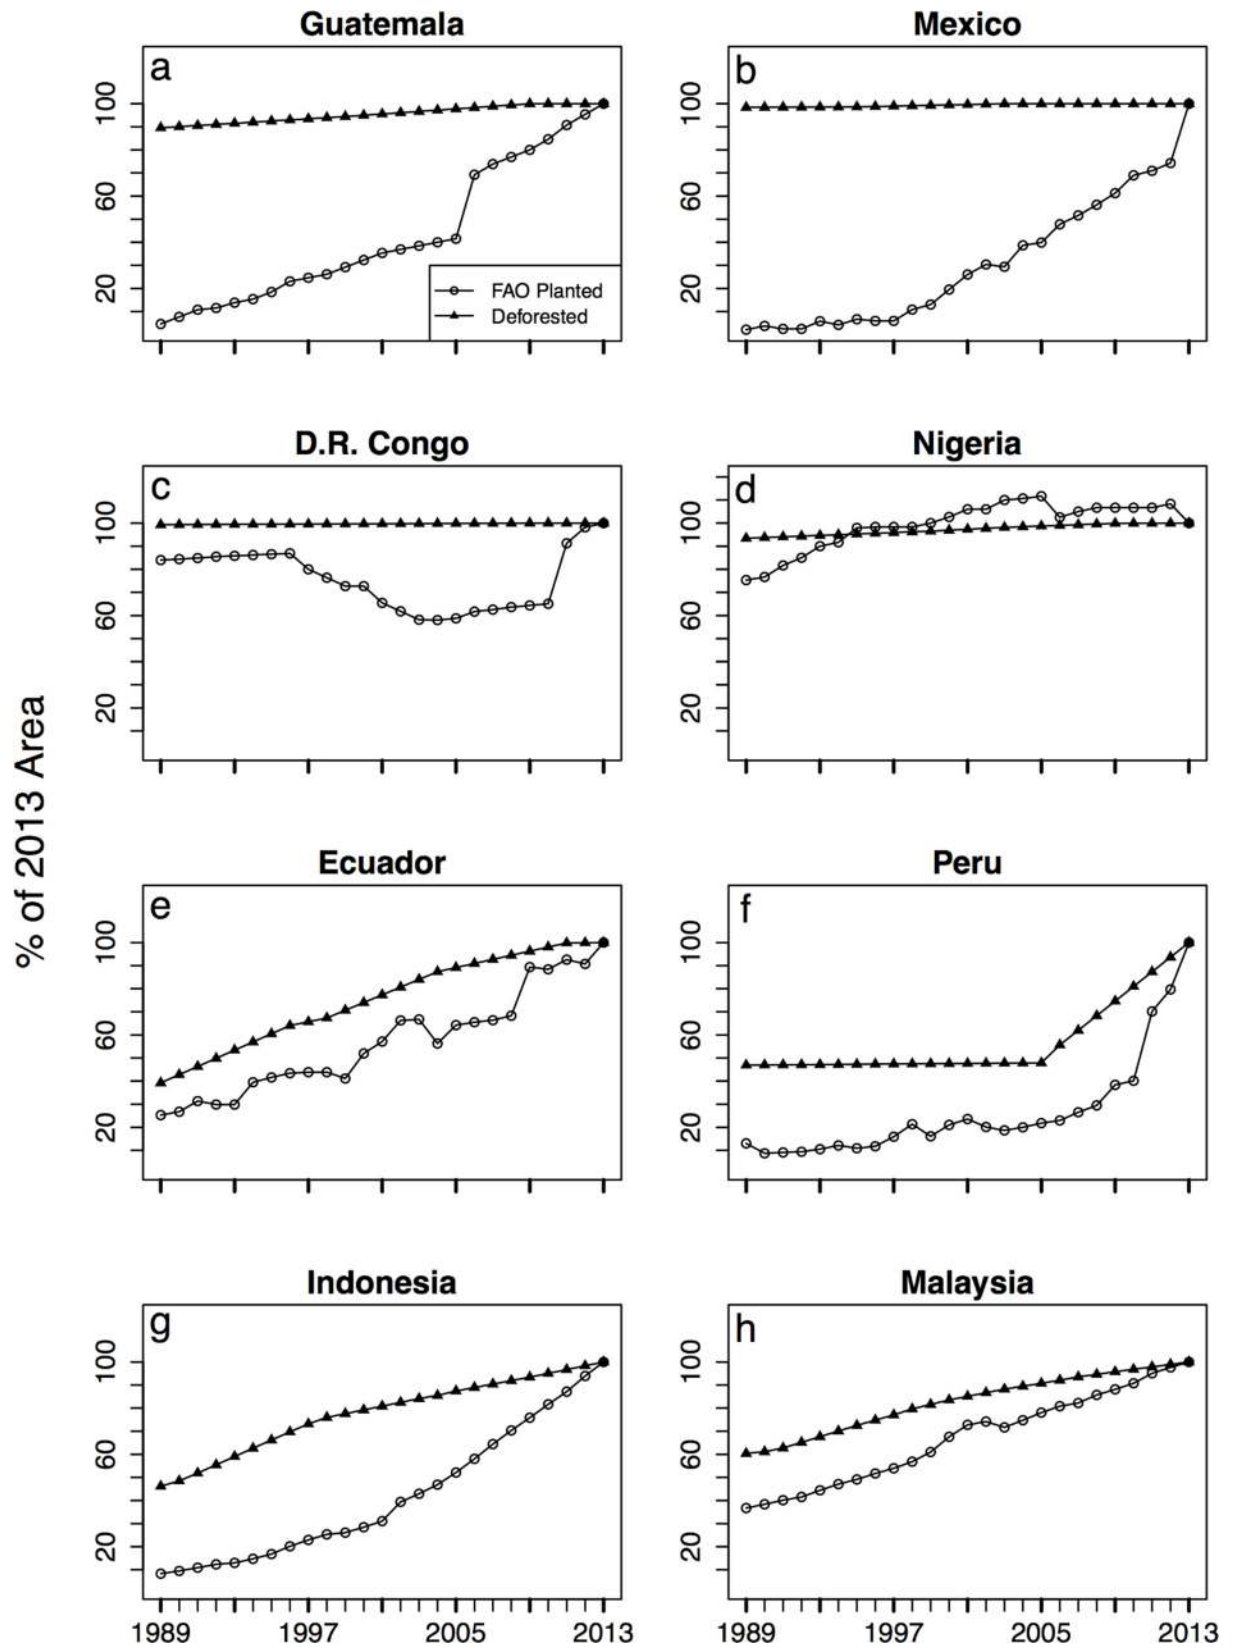 Guatemala
a
100
60
20
FAO Planted
Deforested
Mexico
b
100
60
20
D.R. Congo
c
100
60
20
Nigeria
d
100
60
20
% of 2013 Area
Ecuador
e
100
60
20
Peru
f
100
60
20
Indonesia
g
100
60
20
1989 1997 2005 2013
Malaysia
h
100
60
20
1989 1997 2005 2013